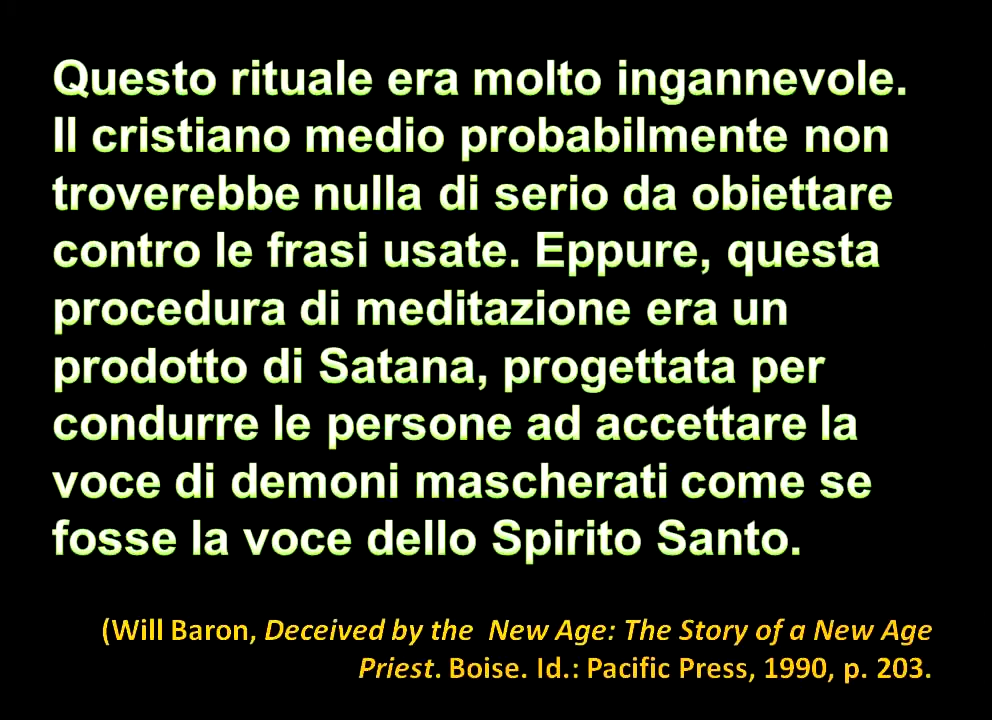 Questo rituale era molto ingannevole.
Il cristiano medio probabilmente non
troverebbe nulla di serio da obiettare
contro le frasi usate. Eppure, questa
procedura di meditazione era un
prodotto di Satana, progettata per
condurre le persone ad accettare la
voce di demoni mascherati come se
fosse la voce dello Spirito Santo.
(Will Baron, Deceived by the  New Age: The Story of a New Age
Priest. Boise. Id.: Pacific Press, 1990, p. 203.